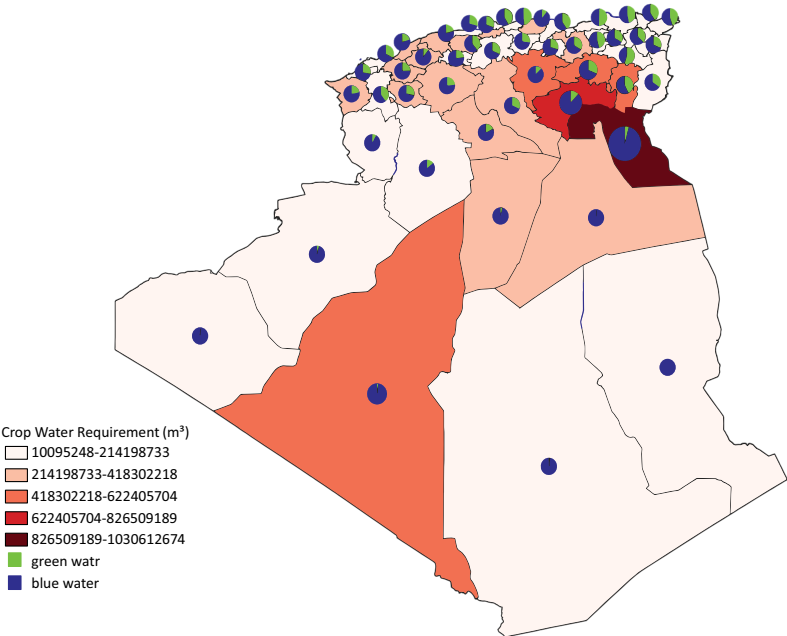 Crop Water Requirement (m³)
10095248-214198733
214198733-418302218
418302218-622405704
622405704-826509189
826509189-1030612674
green watr
blue water